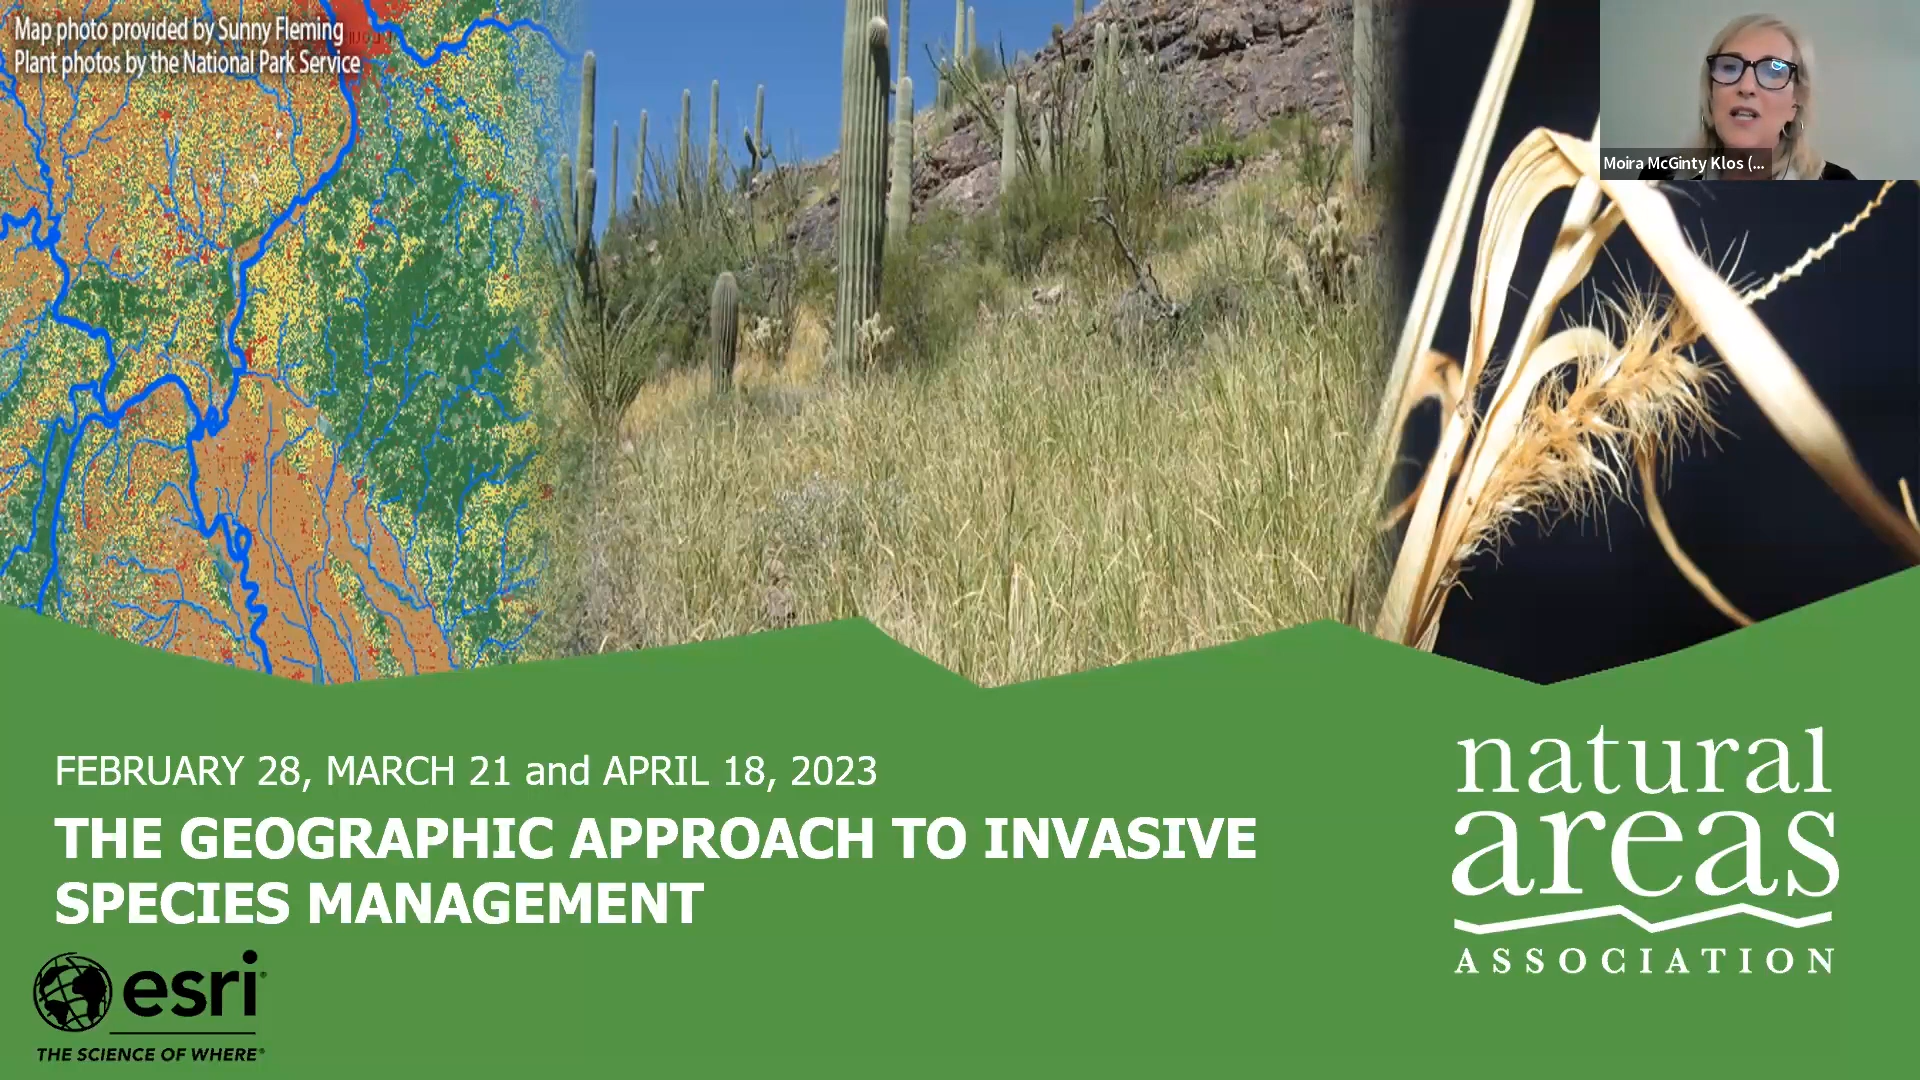 Map photo provided by Sunny Fleming
Plant photos by the National Park Service
Moira McGinty Klos (...
FEBRUARY 28, MARCH 21 and APRIL 18, 2023
THE GEOGRAPHIC APPROACH TO INVASIVE
SPECIES MANAGEMENT
natural
areas
ASSOCIATION
esri
THE SCIENCE OF WHERE®